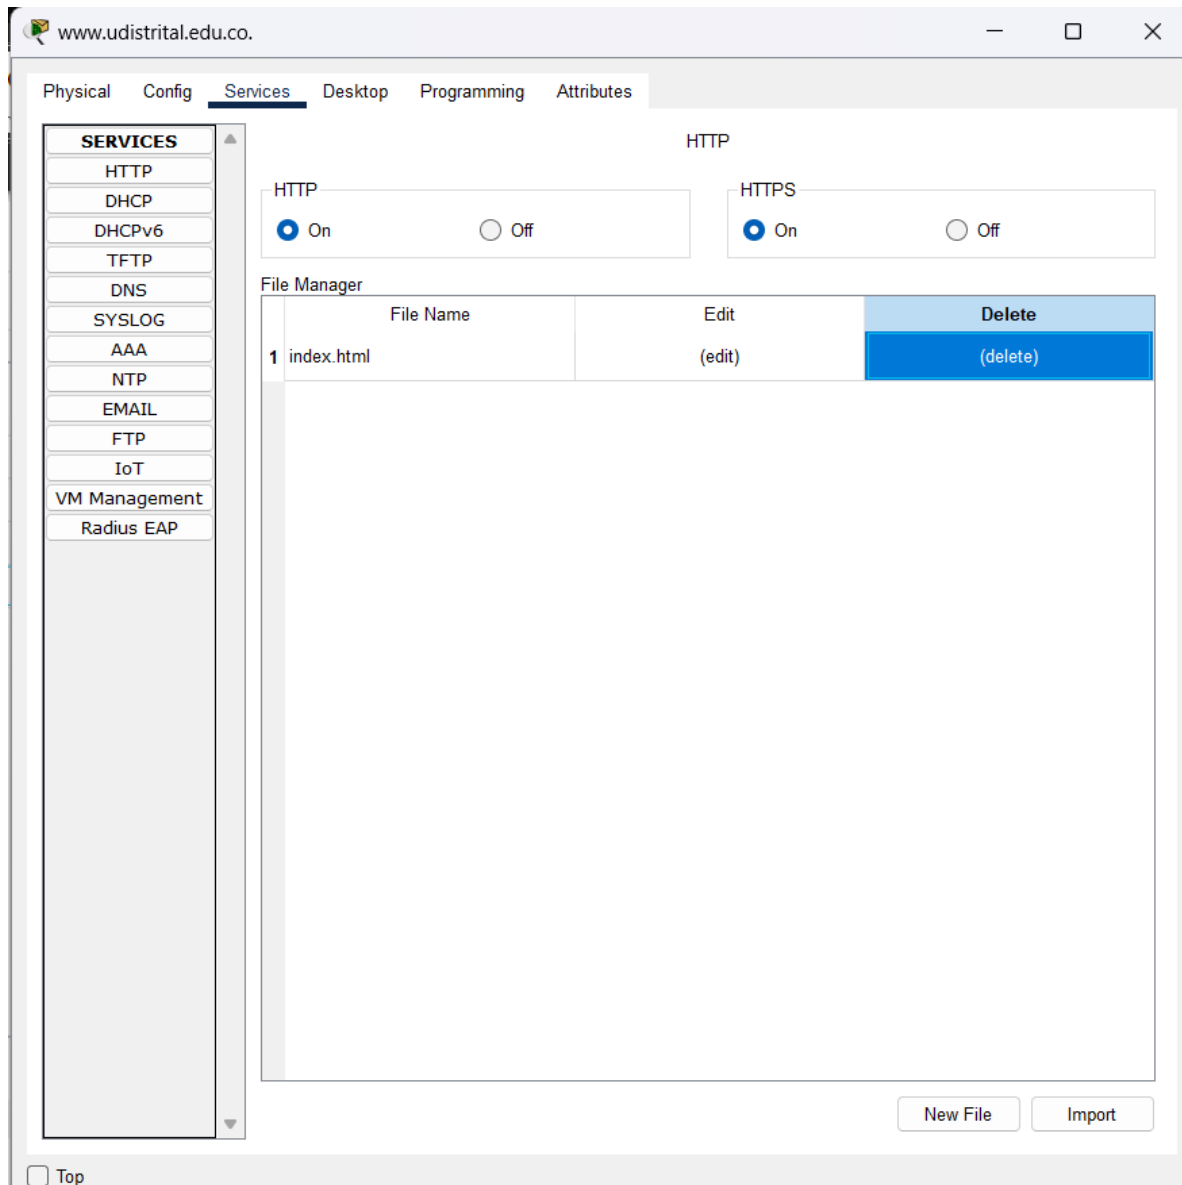 www.udistrital.edu.co.
Physical Config Services Desktop Programming Attributes
SERVICES
HTTP
DHCP
DHCPv6
TFTP
DNS
SYSLOG
AAA
NTP
EMAIL
FTP
IoT
VM Management
Radius EAP
HTTP
HTTP
On Off
HTTPS
On Off
File Manager
File Name Edit Delete
1 index.html (edit) (delete)
New File Import
Top